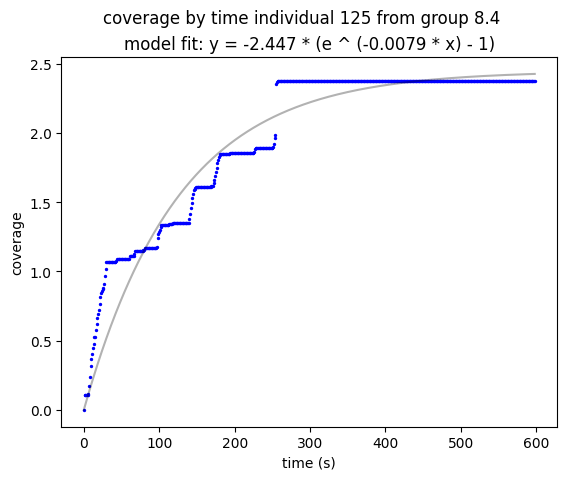 coverage by time individual 125 from group 8.4
model fit: y = -2.447 * (e ^ (-0.0079 * x) - 1)
2.5
2.0
1.5
1.0
0.5
0.0
coverage
0 100 200 300 400 500 600
time (s)